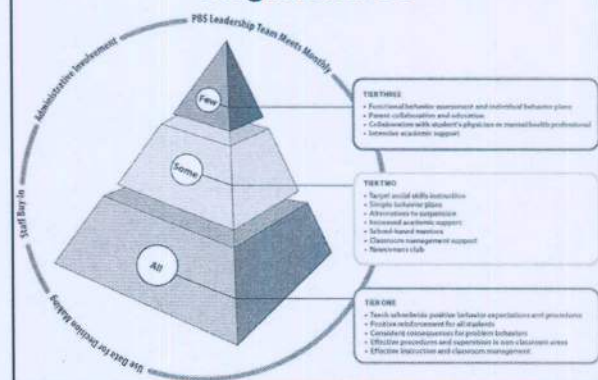 PBS Leadership Team Meets Monthly
Administrative Involvement
Staff Buy-In
Use Data for Decision Making
Few
Some
All
TIER THREE
• Functional behavior assessment and individual behavior plans
• Parent collaboration and education
• Collaboration with student's physician or mental health professional
• Intensive academic support
TIER TWO
• Target social skills instruction
• Simple behavior plans
• Alternatives to suspension
• Increased academic support
• School-based mentors
• Classroom management support
• Newcomers club
TIER ONE
• Teach schoolwide positive behavior expectations and procedures
• Positive reinforcement for all students
• Consistent consequences for problem behaviors
• Effective procedures and supervision in non-classroom areas
• Effective instruction and classroom management